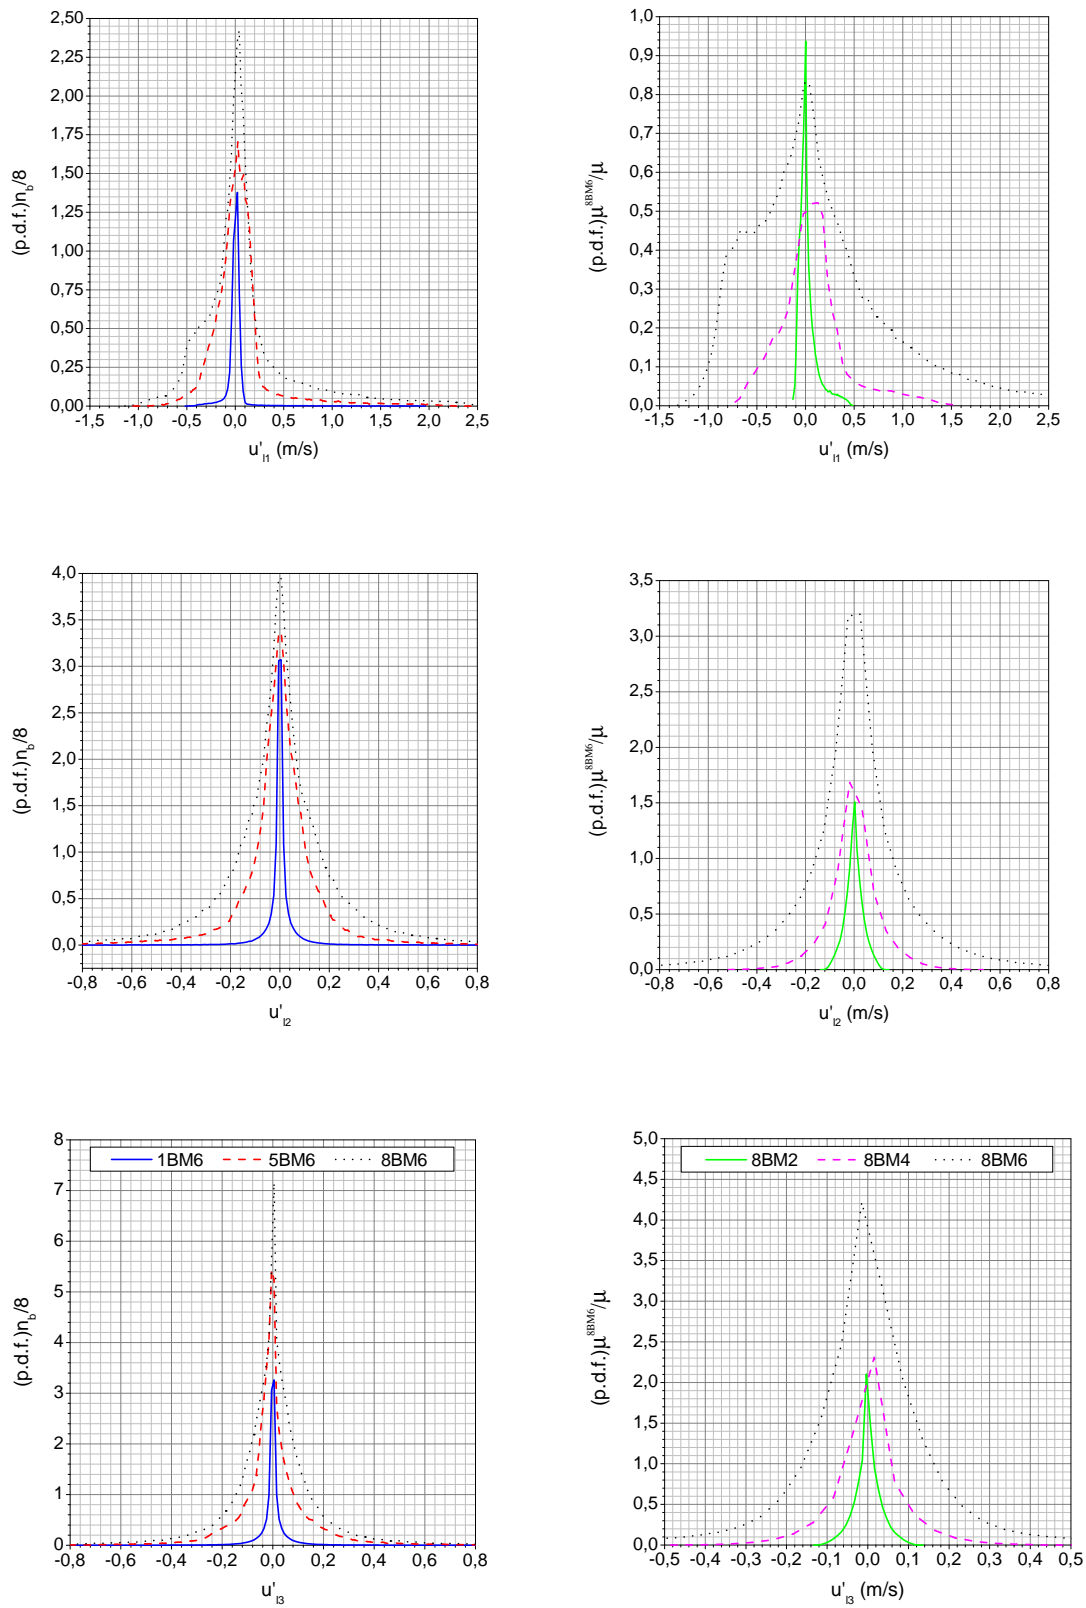 2,50
2,25
2,00
1,75
1,50
1,25
1,00
0,75
0,50
0,25
0,00
(p.d.f.)n_b/8
-1,5 -1,0 -0,5 0,0 0,5 1,0 1,5 2,0 2,5
u'_l1 (m/s)
1,0
0,9
0,8
0,7
0,6
0,5
0,4
0,3
0,2
0,1
0,0
(p.d.f.)μ^8BM6/μ
-1,5 -1,0 -0,5 0,0 0,5 1,0 1,5 2,0 2,5
u'_l1 (m/s)
4,0
3,5
3,0
2,5
2,0
1,5
1,0
0,5
0,0
(p.d.f.)n_b/8
-0,8 -0,6 -0,4 -0,2 0,0 0,2 0,4 0,6 0,8
u'_l2
3,5
3,0
2,5
2,0
1,5
1,0
0,5
0,0
(p.d.f.)μ^8BM6/μ
-0,8 -0,6 -0,4 -0,2 0,0 0,2 0,4 0,6 0,8
u'_l2 (m/s)
1BM6 5BM6 8BM6
8
7
6
5
4
3
2
1
0
(p.d.f.)n_b/8
-0,8 -0,6 -0,4 -0,2 0,0 0,2 0,4 0,6 0,8
u'_l3
8BM2 8BM4 8BM6
5,0
4,5
4,0
3,5
3,0
2,5
2,0
1,5
1,0
0,5
0,0
(p.d.f.)μ^8BM6/μ
-0,5 -0,4 -0,3 -0,2 -0,1 0,0 0,1 0,2 0,3 0,4 0,5
u'_l3 (m/s)